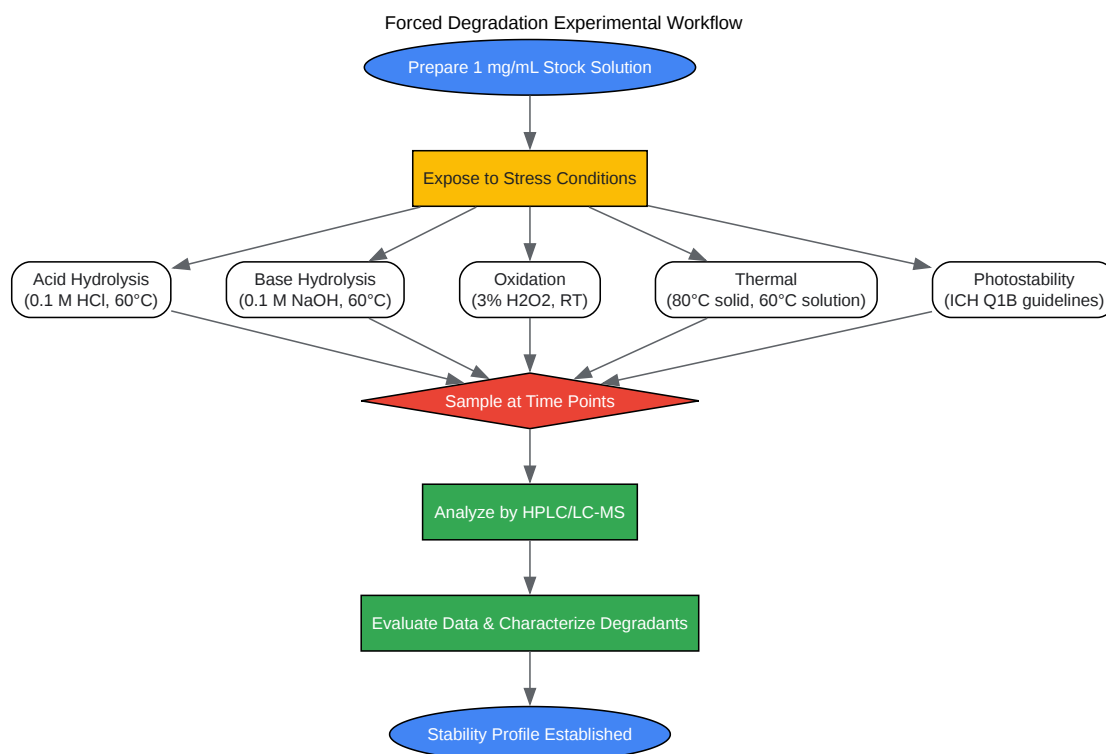 Forced Degradation Experimental Workflow
Prepare 1 mg/mL Stock Solution
Expose to Stress Conditions
Acid Hydrolysis
(0.1 M HCl, 60°C)
Base Hydrolysis
(0.1 M NaOH, 60°C)
Oxidation
(3% H2O2, RT)
Thermal
(80°C solid, 60°C solution)
Photostability
(ICH Q1B guidelines)
Sample at Time Points
Analyze by HPLC/LC-MS
Evaluate Data & Characterize Degradants
Stability Profile Established